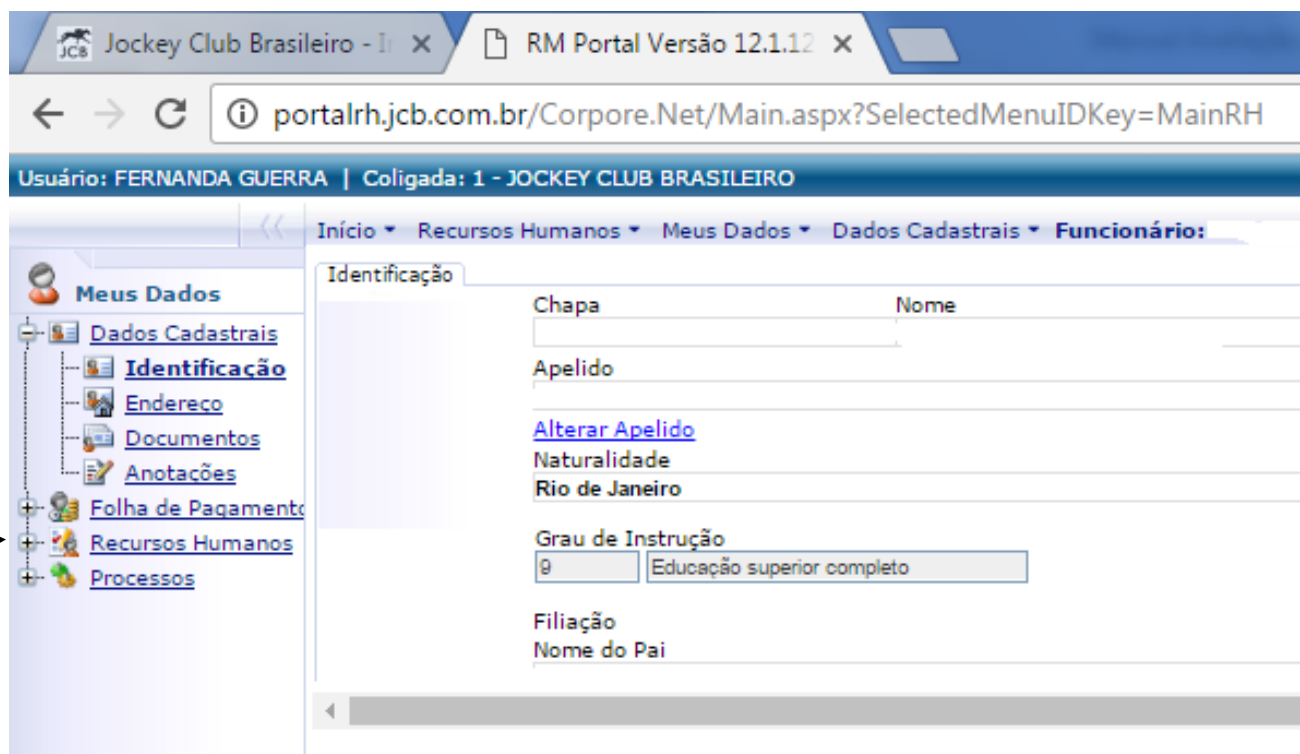 Jockey Club Brasileiro - I
RM Portal Versão 12.1.12
portalrh.jcb.com.br/Corpore.Net/Main.aspx?SelectedMenuIDKey=MainRH
Usuário: FERNANDA GUERRA | Coligada: 1 - JOCKEY CLUB BRASILEIRO
Início Recursos Humanos Meus Dados Dados Cadastrais Funcionário:
Meus Dados
Dados Cadastrais
Identificação
Endereço
Documentos
Anotações
Folha de Pagamento
Recursos Humanos
Processos
Identificação
Chapa Nome
Apelido
Alterar Apelido
Naturalidade
Rio de Janeiro
Grau de Instrução
9 Educação superior completo
Filiação
Nome do Pai